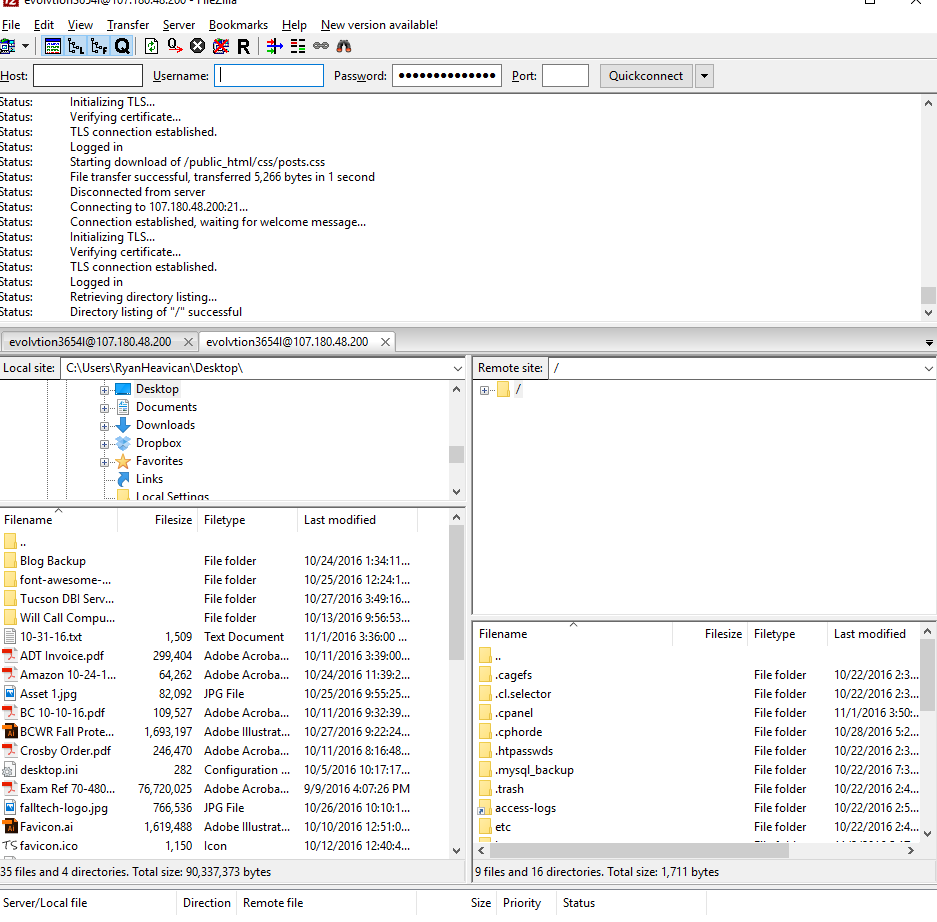 evolvtion3654l@107.180.48.200 - FileZilla
File Edit View Transfer Server Bookmarks Help New version available!
Host: Username: Password: ●●●●●●●●●●●●●● Port: Quickconnect
Status: Initializing TLS...
Status: Verifying certificate...
Status: TLS connection established.
Status: Logged in
Status: Starting download of /public_html/css/posts.css
Status: File transfer successful, transferred 5,266 bytes in 1 second
Status: Disconnected from server
Status: Connecting to 107.180.48.200:21...
Status: Connection established, waiting for welcome message...
Status: Initializing TLS...
Status: Verifying certificate...
Status: TLS connection established.
Status: Logged in
Status: Retrieving directory listing...
Status: Directory listing of "/" successful
evolvtion3654l@107.180.48.200 evolvtion3654l@107.180.48.200
Local site: C:\Users\RyanHeavican\Desktop\
Desktop
Documents
Downloads
Dropbox
Favorites
Links
Local Settings
Filename Filesize Filetype Last modified
..
Blog Backup File folder 10/24/2016 1:34:11...
font-awesome-... File folder 10/25/2016 12:24:1...
Tucson DBI Serv... File folder 10/27/2016 3:49:16...
Will Call Compu... File folder 10/13/2016 9:56:53...
10-31-16.txt 1,509 Text Document 11/1/2016 3:36:00 ...
ADT Invoice.pdf 299,404 Adobe Acroba... 10/11/2016 3:39:00...
Amazon 10-24-1... 64,262 Adobe Acroba... 10/24/2016 11:39:2...
Asset 1.jpg 82,092 JPG File 10/25/2016 9:55:25...
BC 10-10-16.pdf 109,527 Adobe Acroba... 10/11/2016 9:32:39...
BCWR Fall Prote... 1,693,197 Adobe Illustrat... 10/27/2016 9:22:24...
Crosby Order.pdf 246,470 Adobe Acroba... 10/11/2016 8:16:48...
desktop.ini 282 Configuration ... 10/5/2016 10:17:17...
Exam Ref 70-480... 76,720,025 Adobe Acroba... 9/9/2016 4:07:26 PM
falltech-logo.jpg 766,536 JPG File 10/26/2016 10:10:1...
Favicon.ai 1,619,488 Adobe Illustrat... 10/10/2016 12:51:0...
favicon.ico 1,150 Icon 10/12/2016 12:40:4...
35 files and 4 directories. Total size: 90,337,373 bytes
Remote site: /
/
Filename Filesize Filetype Last modified
..
.cagefs File folder 10/22/2016 2:3...
.cl.selector File folder 10/22/2016 2:3...
.cpanel File folder 11/1/2016 3:50:...
.cphorde File folder 10/28/2016 5:2...
.htpasswds File folder 10/22/2016 2:3...
.mysql_backup File folder 10/22/2016 7:3...
.trash File folder 10/22/2016 2:4...
access-logs File folder 10/22/2016 2:5...
etc File folder 10/22/2016 2:4...
9 files and 16 directories. Total size: 1,711 bytes
Server/Local file Direction Remote file Size Priority Status